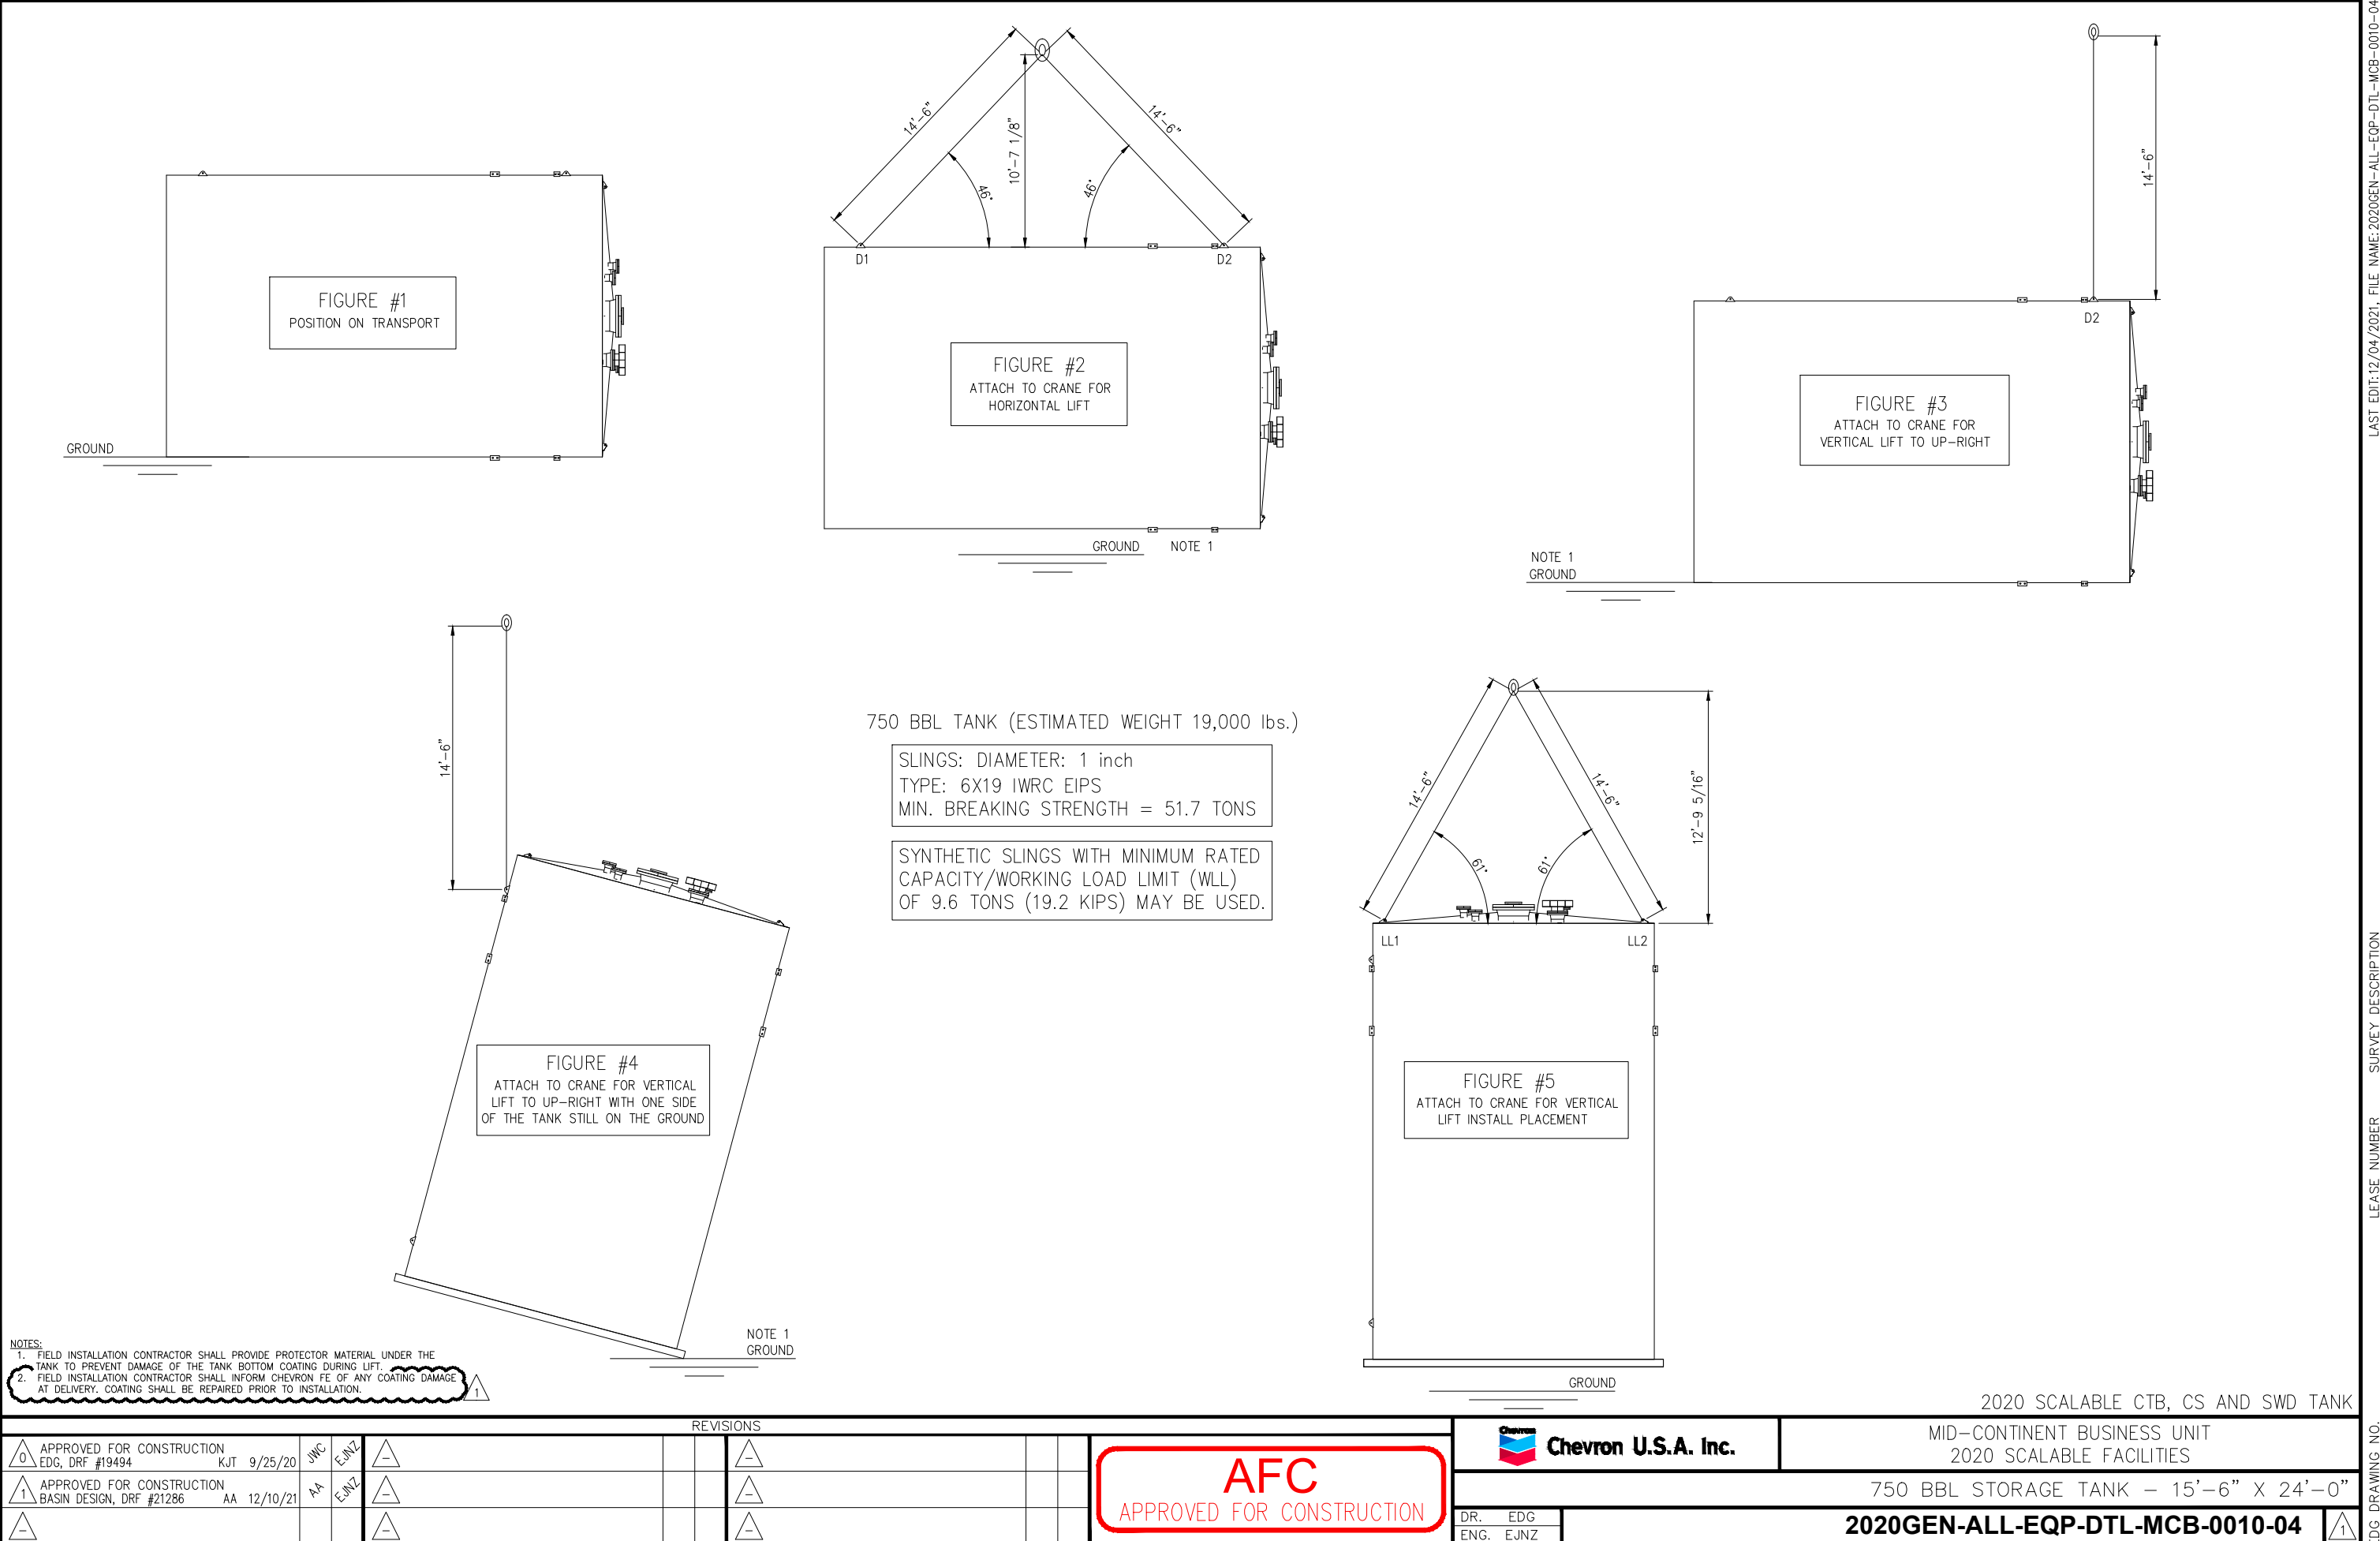 14'-6"
10'-7 1/8"
14'-6"
46°
46°
D1
D2
FIGURE #1
POSITION ON TRANSPORT
GROUND
FIGURE #2
ATTACH TO CRANE FOR
HORIZONTAL LIFT
GROUND NOTE 1
14'-6"
D2
FIGURE #3
ATTACH TO CRANE FOR
VERTICAL LIFT TO UP-RIGHT
NOTE 1
GROUND
14'-6"
FIGURE #4
ATTACH TO CRANE FOR VERTICAL
LIFT TO UP-RIGHT WITH ONE SIDE
OF THE TANK STILL ON THE GROUND
NOTE 1
GROUND
750 BBL TANK (ESTIMATED WEIGHT 19,000 lbs.)
SLINGS: DIAMETER: 1 inch
TYPE: 6X19 IWRC EIPS
MIN. BREAKING STRENGTH = 51.7 TONS
SYNTHETIC SLINGS WITH MINIMUM RATED
CAPACITY/WORKING LOAD LIMIT (WLL)
OF 9.6 TONS (19.2 KIPS) MAY BE USED.
14'-6"
14'-6"
12'-9 5/16"
61°
61°
LL1
LL2
FIGURE #5
ATTACH TO CRANE FOR VERTICAL
LIFT INSTALL PLACEMENT
GROUND
NOTES:
1. FIELD INSTALLATION CONTRACTOR SHALL PROVIDE PROTECTOR MATERIAL UNDER THE
TANK TO PREVENT DAMAGE OF THE TANK BOTTOM COATING DURING LIFT.
2. FIELD INSTALLATION CONTRACTOR SHALL INFORM CHEVRON FE OF ANY COATING DAMAGE
AT DELIVERY. COATING SHALL BE REPAIRED PRIOR TO INSTALLATION.
1
2020 SCALABLE CTB, CS AND SWD TANK
REVISIONS
0 APPROVED FOR CONSTRUCTION
EDG, DRF #19494 KJT 9/25/20 JWC EJNZ
1 APPROVED FOR CONSTRUCTION
BASIN DESIGN, DRF #21286 AA 12/10/21 AA EJNZ
AFC
APPROVED FOR CONSTRUCTION
Chevron
Chevron U.S.A. Inc.
MID-CONTINENT BUSINESS UNIT
2020 SCALABLE FACILITIES
750 BBL STORAGE TANK - 15'-6" X 24'-0"
DR. EDG
ENG. EJNZ
2020GEN-ALL-EQP-DTL-MCB-0010-04
1
LAST EDIT:12/04/2021, FILE NAME:2020GEN-ALL-EQP-DTL-MCB-0010-04
SURVEY DESCRIPTION
LEASE NUMBER
EDG DRAWING NO.